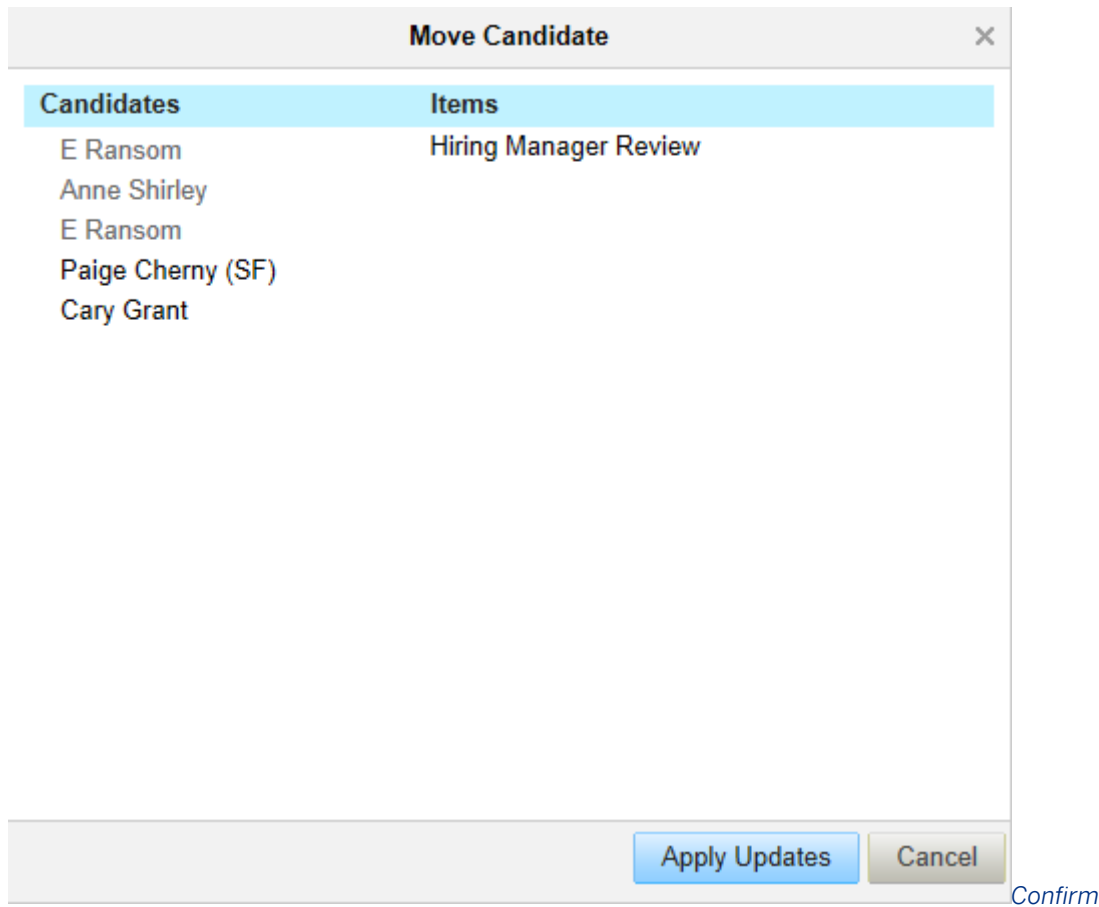 Move Candidate ×
Candidates Items
E Ransom Hiring Manager Review
Anne Shirley
E Ransom
Paige Cherny (SF)
Cary Grant
Apply Updates Cancel
Confirm